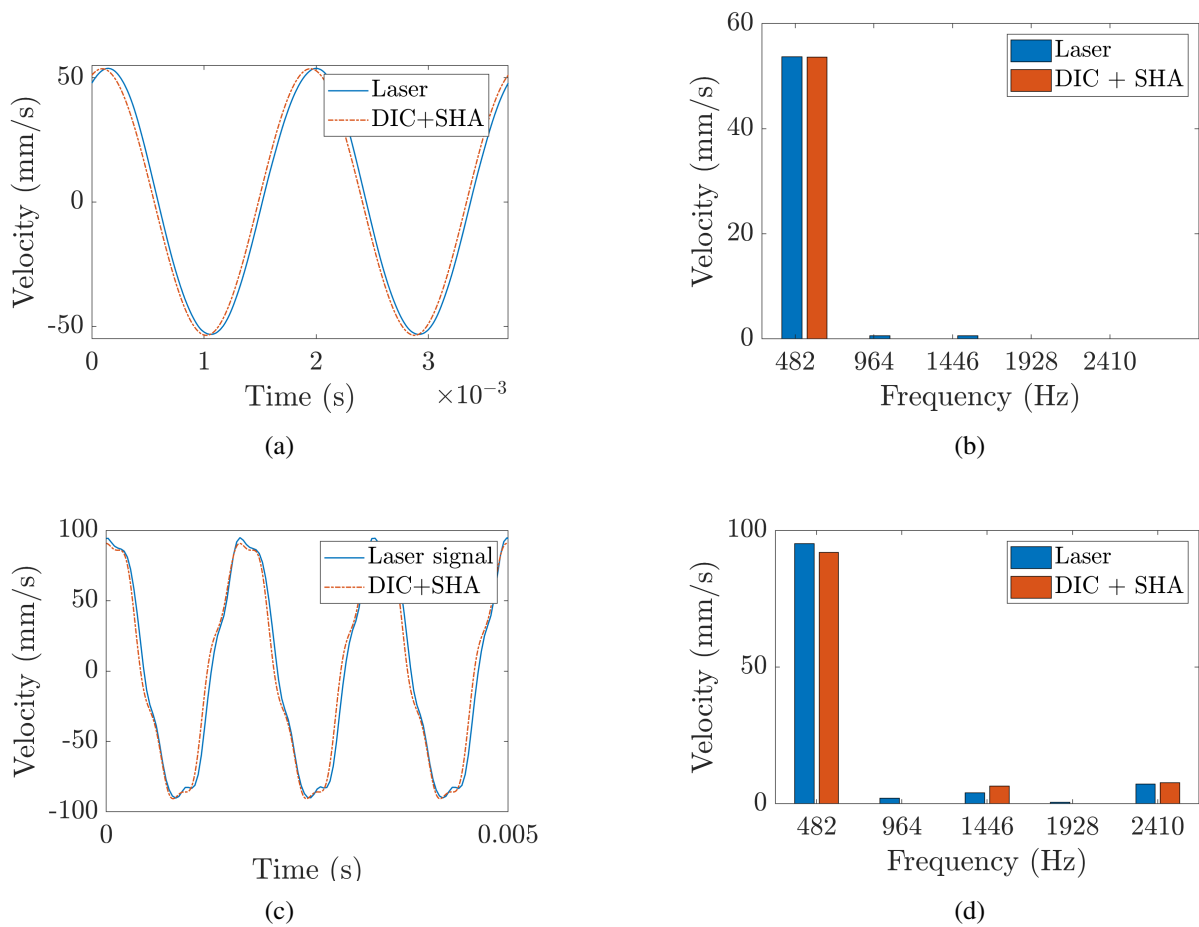 50
0
-50
Velocity (mm/s)
Laser
DIC+SHA
0 1 2 3
Time (s)
×10⁻³
(a)
60
40
20
0
Velocity (mm/s)
Laser
DIC + SHA
482 964 1446 1928 2410
Frequency (Hz)
(b)
100
50
0
-50
-100
Velocity (mm/s)
Laser signal
DIC+SHA
0 0.005
Time (s)
(c)
100
50
0
Velocity (mm/s)
Laser
DIC + SHA
482 964 1446 1928 2410
Frequency (Hz)
(d)